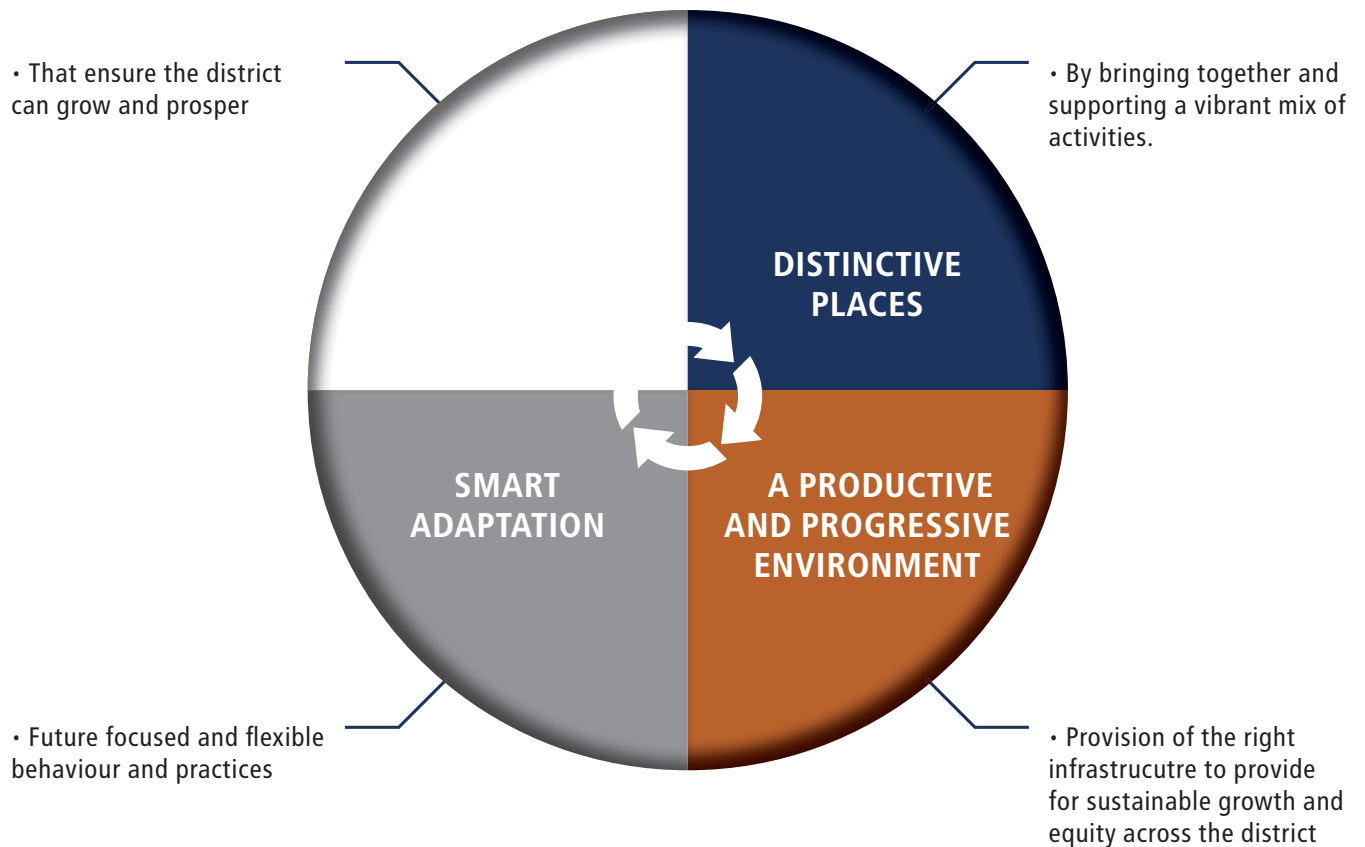 · That ensure the district
can grow and prosper
· By bringing together and
supporting a vibrant mix of
activities.
DISTINCTIVE
PLACES
SMART
ADAPTATION
A PRODUCTIVE
AND PROGRESSIVE
ENVIRONMENT
· Future focused and flexible
behaviour and practices
· Provision of the right
infrastrucutre to provide
for sustainable growth and
equity across the district